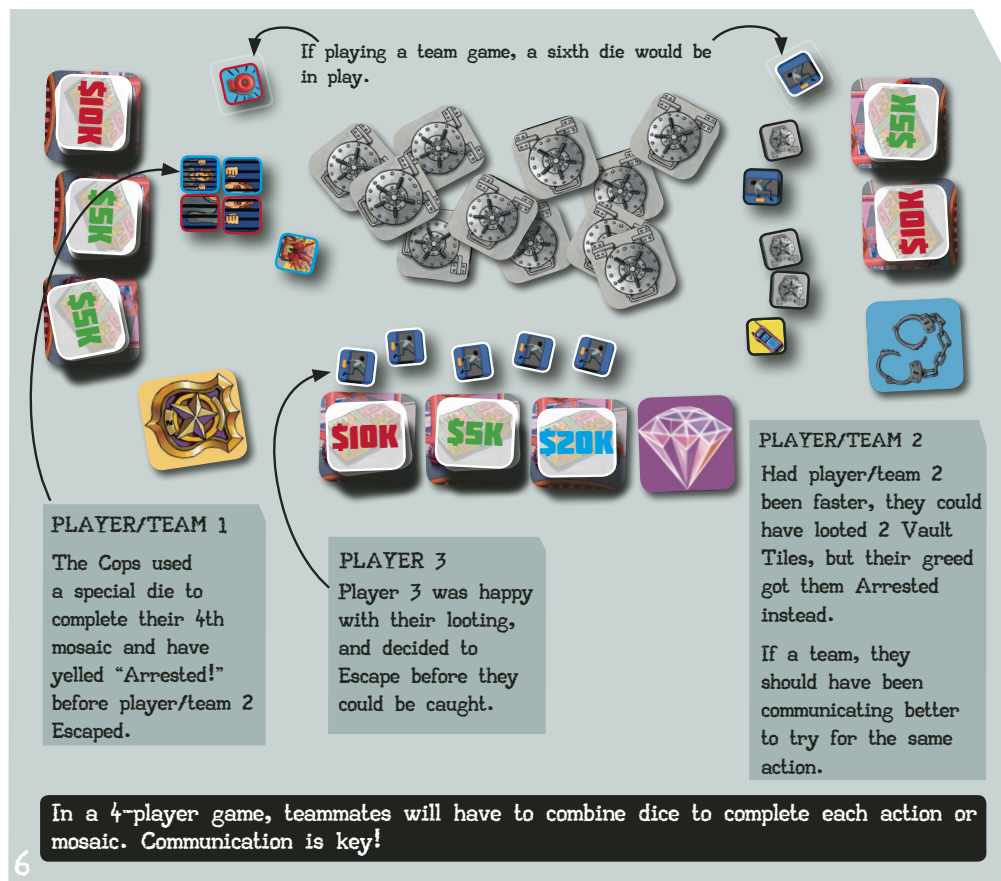 If playing a team game, a sixth die would be
in play.
$10K
$5K
$5K
$5K
$10K
$10K
$5K
$20K
PLAYER/TEAM 1
The Cops used
a special die to
complete their 4th
mosaic and have
yelled “Arrested!”
before player/team 2
Escaped.
PLAYER 3
Player 3 was happy
with their looting,
and decided to
Escape before they
could be caught.
PLAYER/TEAM 2
Had player/team 2
been faster, they could
have looted 2 Vault
Tiles, but their greed
got them Arrested
instead.
If a team, they
should have been
communicating better
to try for the same
action.
In a 4-player game, teammates will have to combine dice to complete each action or
mosaic. Communication is key!
6